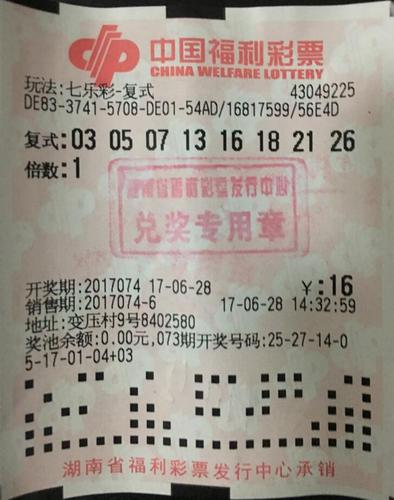 中国福利彩票
CHINA WELFARE LOTTERY
玩法:七乐彩-复式 43049225
DE83-3741-5708-DE01-54AD/16817599/56E4D
复式:03 05 07 13 16 18 21 26
倍数:1
湖南省福利彩票发行中心
兑奖专用章
开奖期:2017074 17-06-28 ￥:16
销售期:2017074-6 17-06-28 14:32:59
地址:变压村9号8402580
奖池余额:0.00元,073期开奖号码:25-27-14-0
5-17-01-04+03
湖南省福利彩票发行中心承销